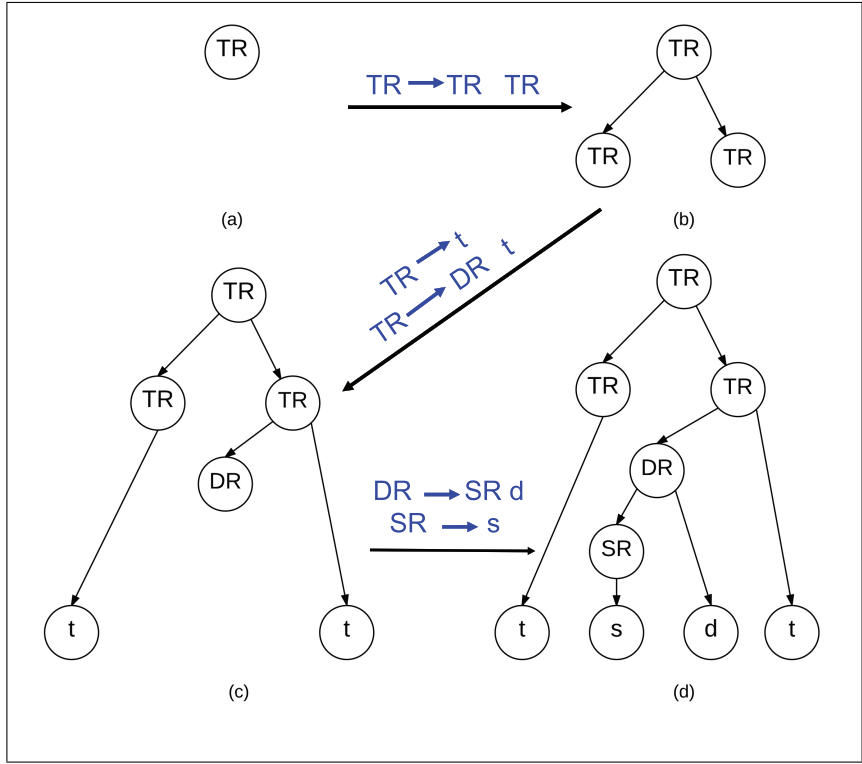 TR
TR
TR → TR TR
TR TR
(a)
(b)
TR → t
TR → DR t
TR
TR TR
DR
t t
(c)
DR → SR d
SR → s
TR
TR TR
DR
SR
t s d t
(d)